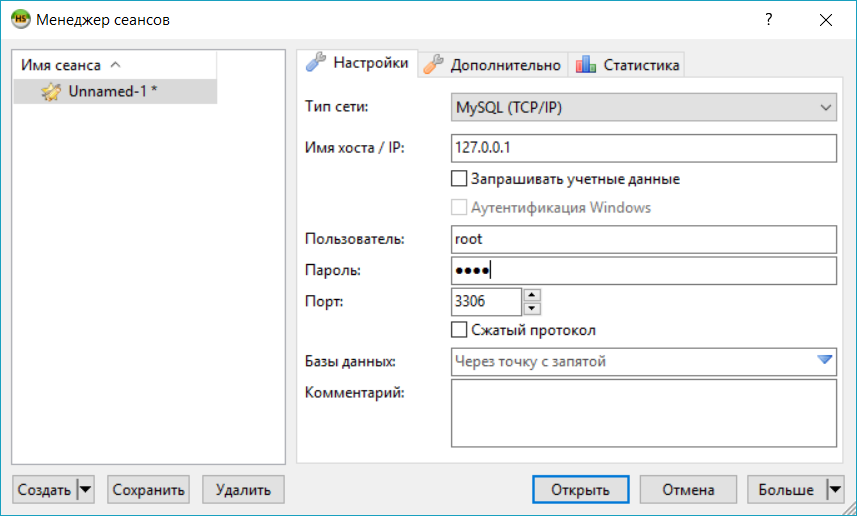 HS
Менеджер сеансов
?
Имя сеанса
Unnamed-1 *
Настройки
Дополнительно
Статистика
Тип сети:
MySQL (TCP/IP)
Имя хоста / IP:
127.0.0.1
Запрашивать учетные данные
Аутентификация Windows
Пользователь:
root
Пароль:
●●●●
Порт:
3306
Сжатый протокол
Базы данных:
Через точку с запятой
Комментарий:
Создать
Сохранить
Удалить
Открыть
Отмена
Больше